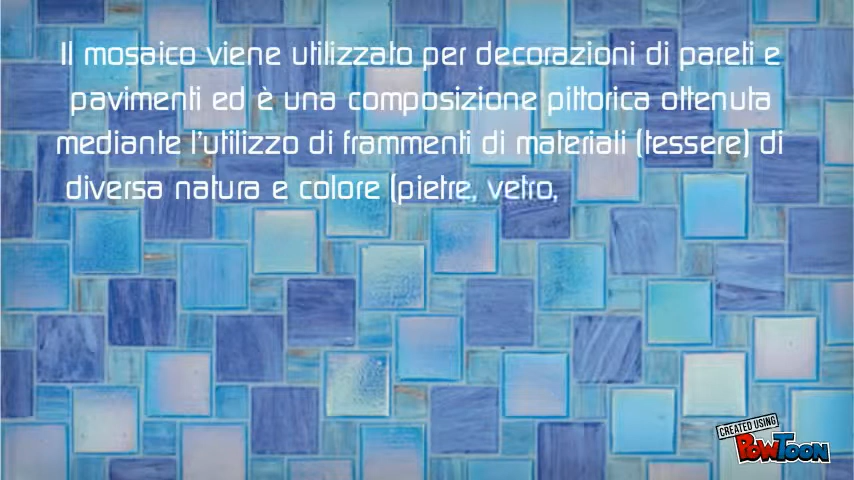 Il mosaico viene utilizzato per decorazioni di pareti e
pavimenti ed è una composizione pittorica ottenuta
mediante l'utilizzo di frammenti di materiali (tessere) di
diversa natura e colore (pietre, vetro,
CREATED USING
POWTOON